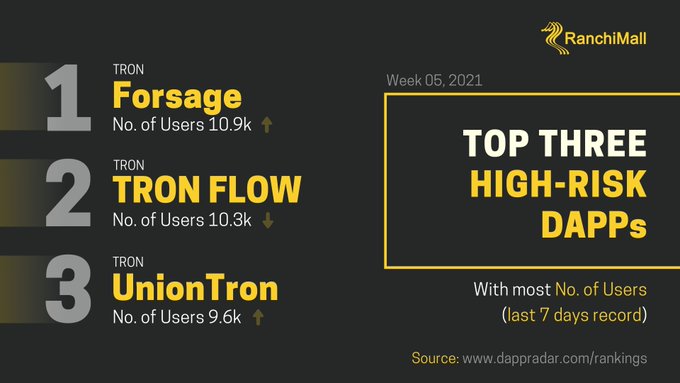 RanchiMall
Week 05, 2021
TOP THREE
HIGH-RISK
DAPPs
With most No. of Users
(last 7 days record)
1
TRON
Forsage
No. of Users 10.9k
2
TRON
TRON FLOW
No. of Users 10.3k
3
TRON
UnionTron
No. of Users 9.6k
Source: www.dappradar.com/rankings